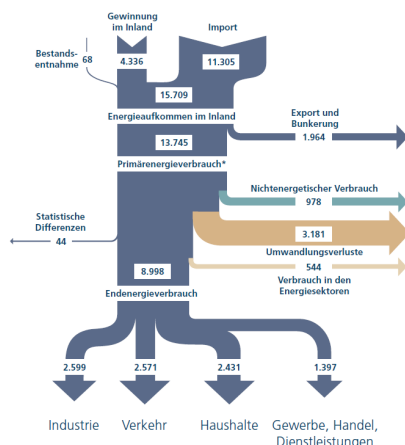 Gewinnung
im Inland
Import
Bestands-
entnahme
68
4.336
11.305
15.709
Energieaufkommen im Inland
Export und
Bunkerung
1.964
13.745
Primärenergieverbrauch*
Nichtenergetischer Verbrauch
978
Statistische
Differenzen
44
3.181
Umwandlungsverluste
8.998
544
Verbrauch in den
Energiesektoren
Endenergieverbrauch
2.599
2.571
2.431
1.397
Industrie
Verkehr
Haushalte
Gewerbe, Handel,
Dienstleistungen